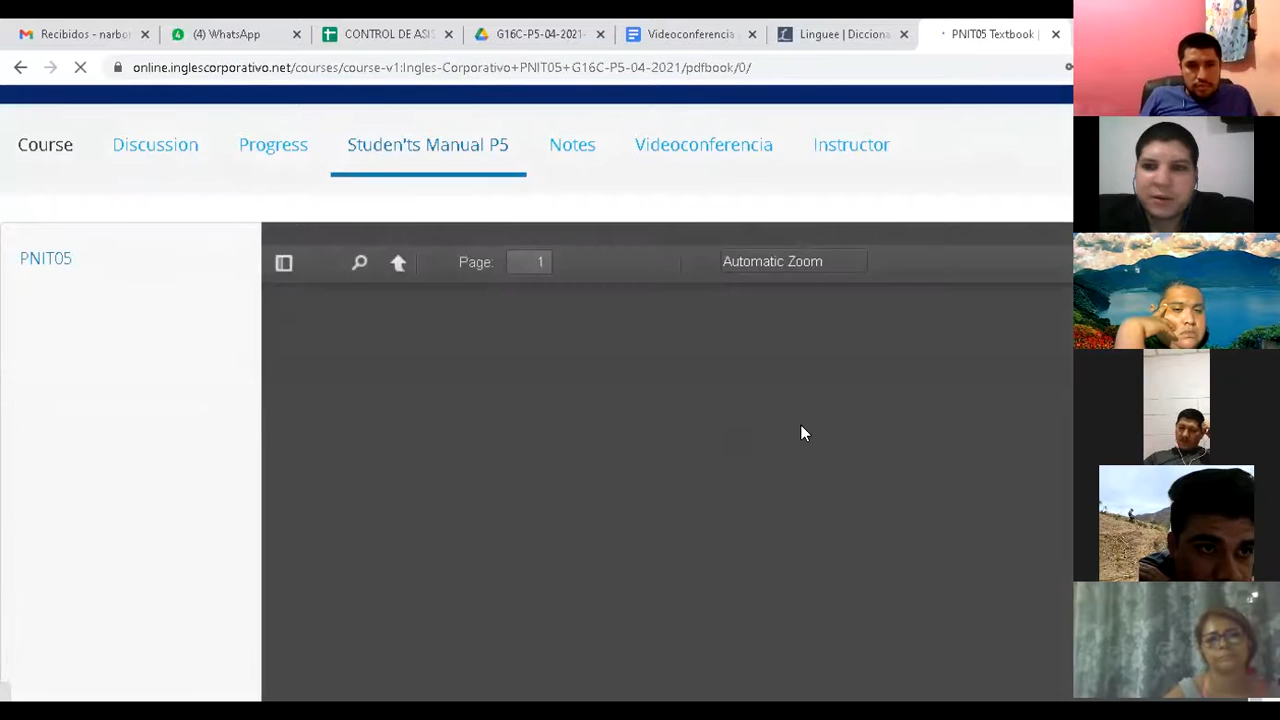 Recibidos - narbor
(4) WhatsApp
CONTROL DE ASIS
G16C-P5-04-2021-
Videoconferencia
Linguee | Dicciona
PNIT05 Textbook |
online.inglescorporativo.net/courses/course-v1:Ingles-Corporativo+PNIT05+G16C-P5-04-2021/pdfbook/0/
Course
Discussion
Progress
Studen'ts Manual P5
Notes
Videoconferencia
Instructor
PNIT05
Page:
1
Automatic Zoom